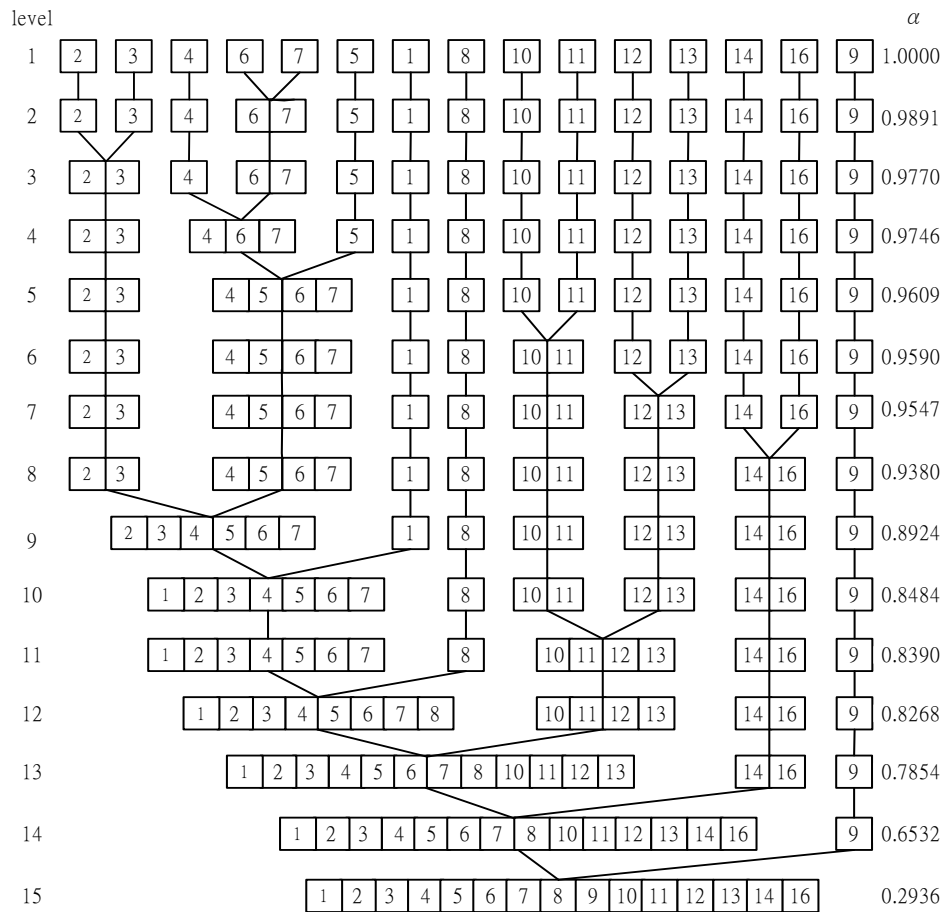 level α
1 2 3 4 6 7 5 1 8 10 11 12 13 14 16 9 1.0000
2 2 3 4 6 7 5 1 8 10 11 12 13 14 16 9 0.9891
3 2 3 4 6 7 5 1 8 10 11 12 13 14 16 9 0.9770
4 2 3 4 6 7 5 1 8 10 11 12 13 14 16 9 0.9746
5 2 3 4 5 6 7 1 8 10 11 12 13 14 16 9 0.9609
6 2 3 4 5 6 7 1 8 10 11 12 13 14 16 9 0.9590
7 2 3 4 5 6 7 1 8 10 11 12 13 14 16 9 0.9547
8 2 3 4 5 6 7 1 8 10 11 12 13 14 16 9 0.9380
9 2 3 4 5 6 7 1 8 10 11 12 13 14 16 9 0.8924
10 1 2 3 4 5 6 7 8 10 11 12 13 14 16 9 0.8484
11 1 2 3 4 5 6 7 8 10 11 12 13 14 16 9 0.8390
12 1 2 3 4 5 6 7 8 10 11 12 13 14 16 9 0.8268
13 1 2 3 4 5 6 7 8 10 11 12 13 14 16 9 0.7854
14 1 2 3 4 5 6 7 8 10 11 12 13 14 16 9 0.6532
15 1 2 3 4 5 6 7 8 9 10 11 12 13 14 16 0.2936